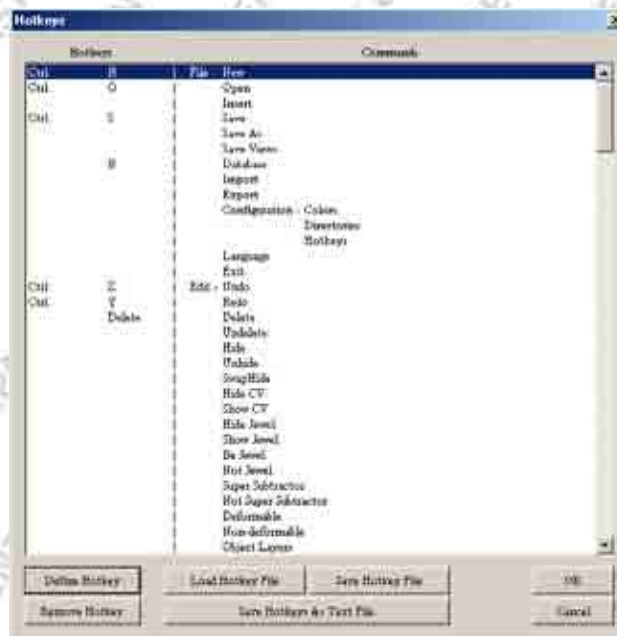 Hotkeys
Hotkeys Commands
Ctrl N File - New
Ctrl O Open
Insert
Ctrl S Save
Save As
Save Views
Database
Import
Export
Configuration - Colors
Directories
Hotkeys
Language
Exit
Ctrl Z Edit - Undo
Ctrl Y Redo
Delete Delete
Undelete
Hide
Unhide
Swap Hide
Hide CV
Show CV
Hide Jewel
Show Jewel
Be Jewel
Not Jewel
Super Subtractor
Not Super Subtractor
Deformable
Non-deformable
Object Layers
Define Hotkey Load Hotkey File Save Hotkey File OK
Remove Hotkey Save Hotkeys As Text File Cancel